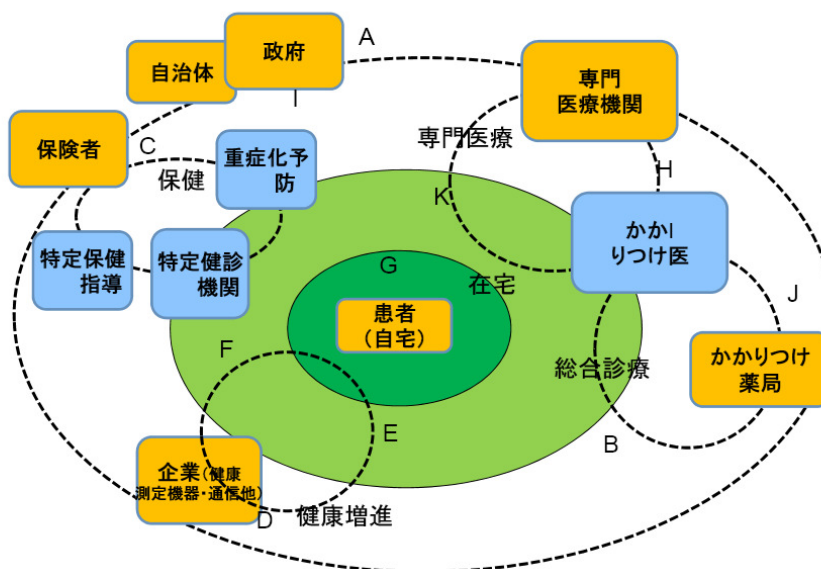 A
政府
自治体
I
専門
医療機関
保険者
C
専門医療
保健
重症化予
防
H
K
かかl
りつけ医
特定保健
指導
特定健診
機関
G
在宅
J
患者
（自宅）
F
総合診療
かかりつけ
薬局
E
B
企業（健康
測定機器・通信他）
D
健康増進